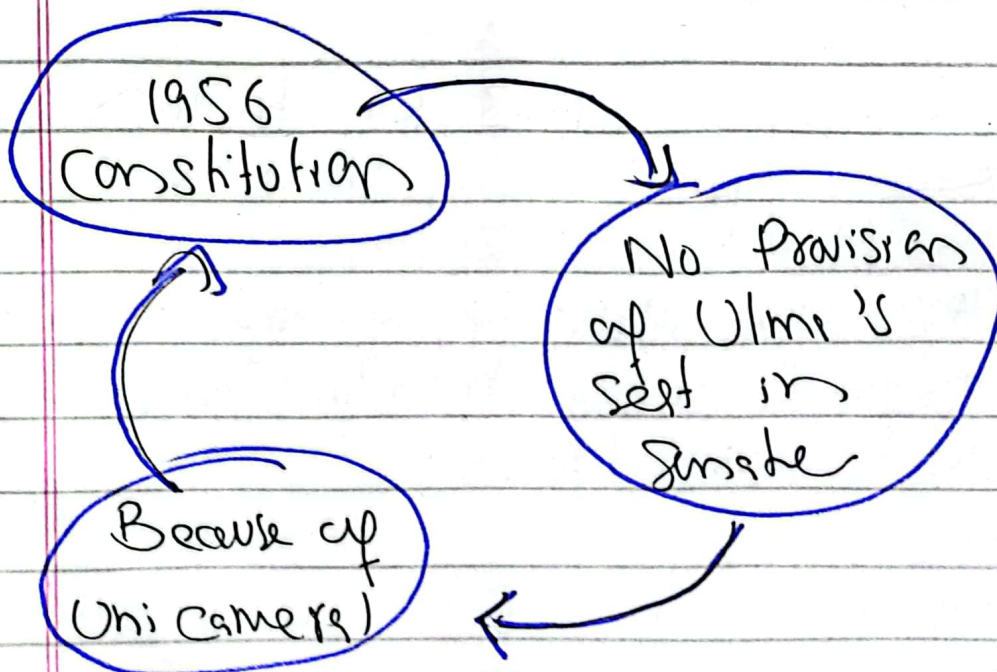 1956
Constitution
No Provision
of Ulma's
seat in
Senate
Because of
Unicameral